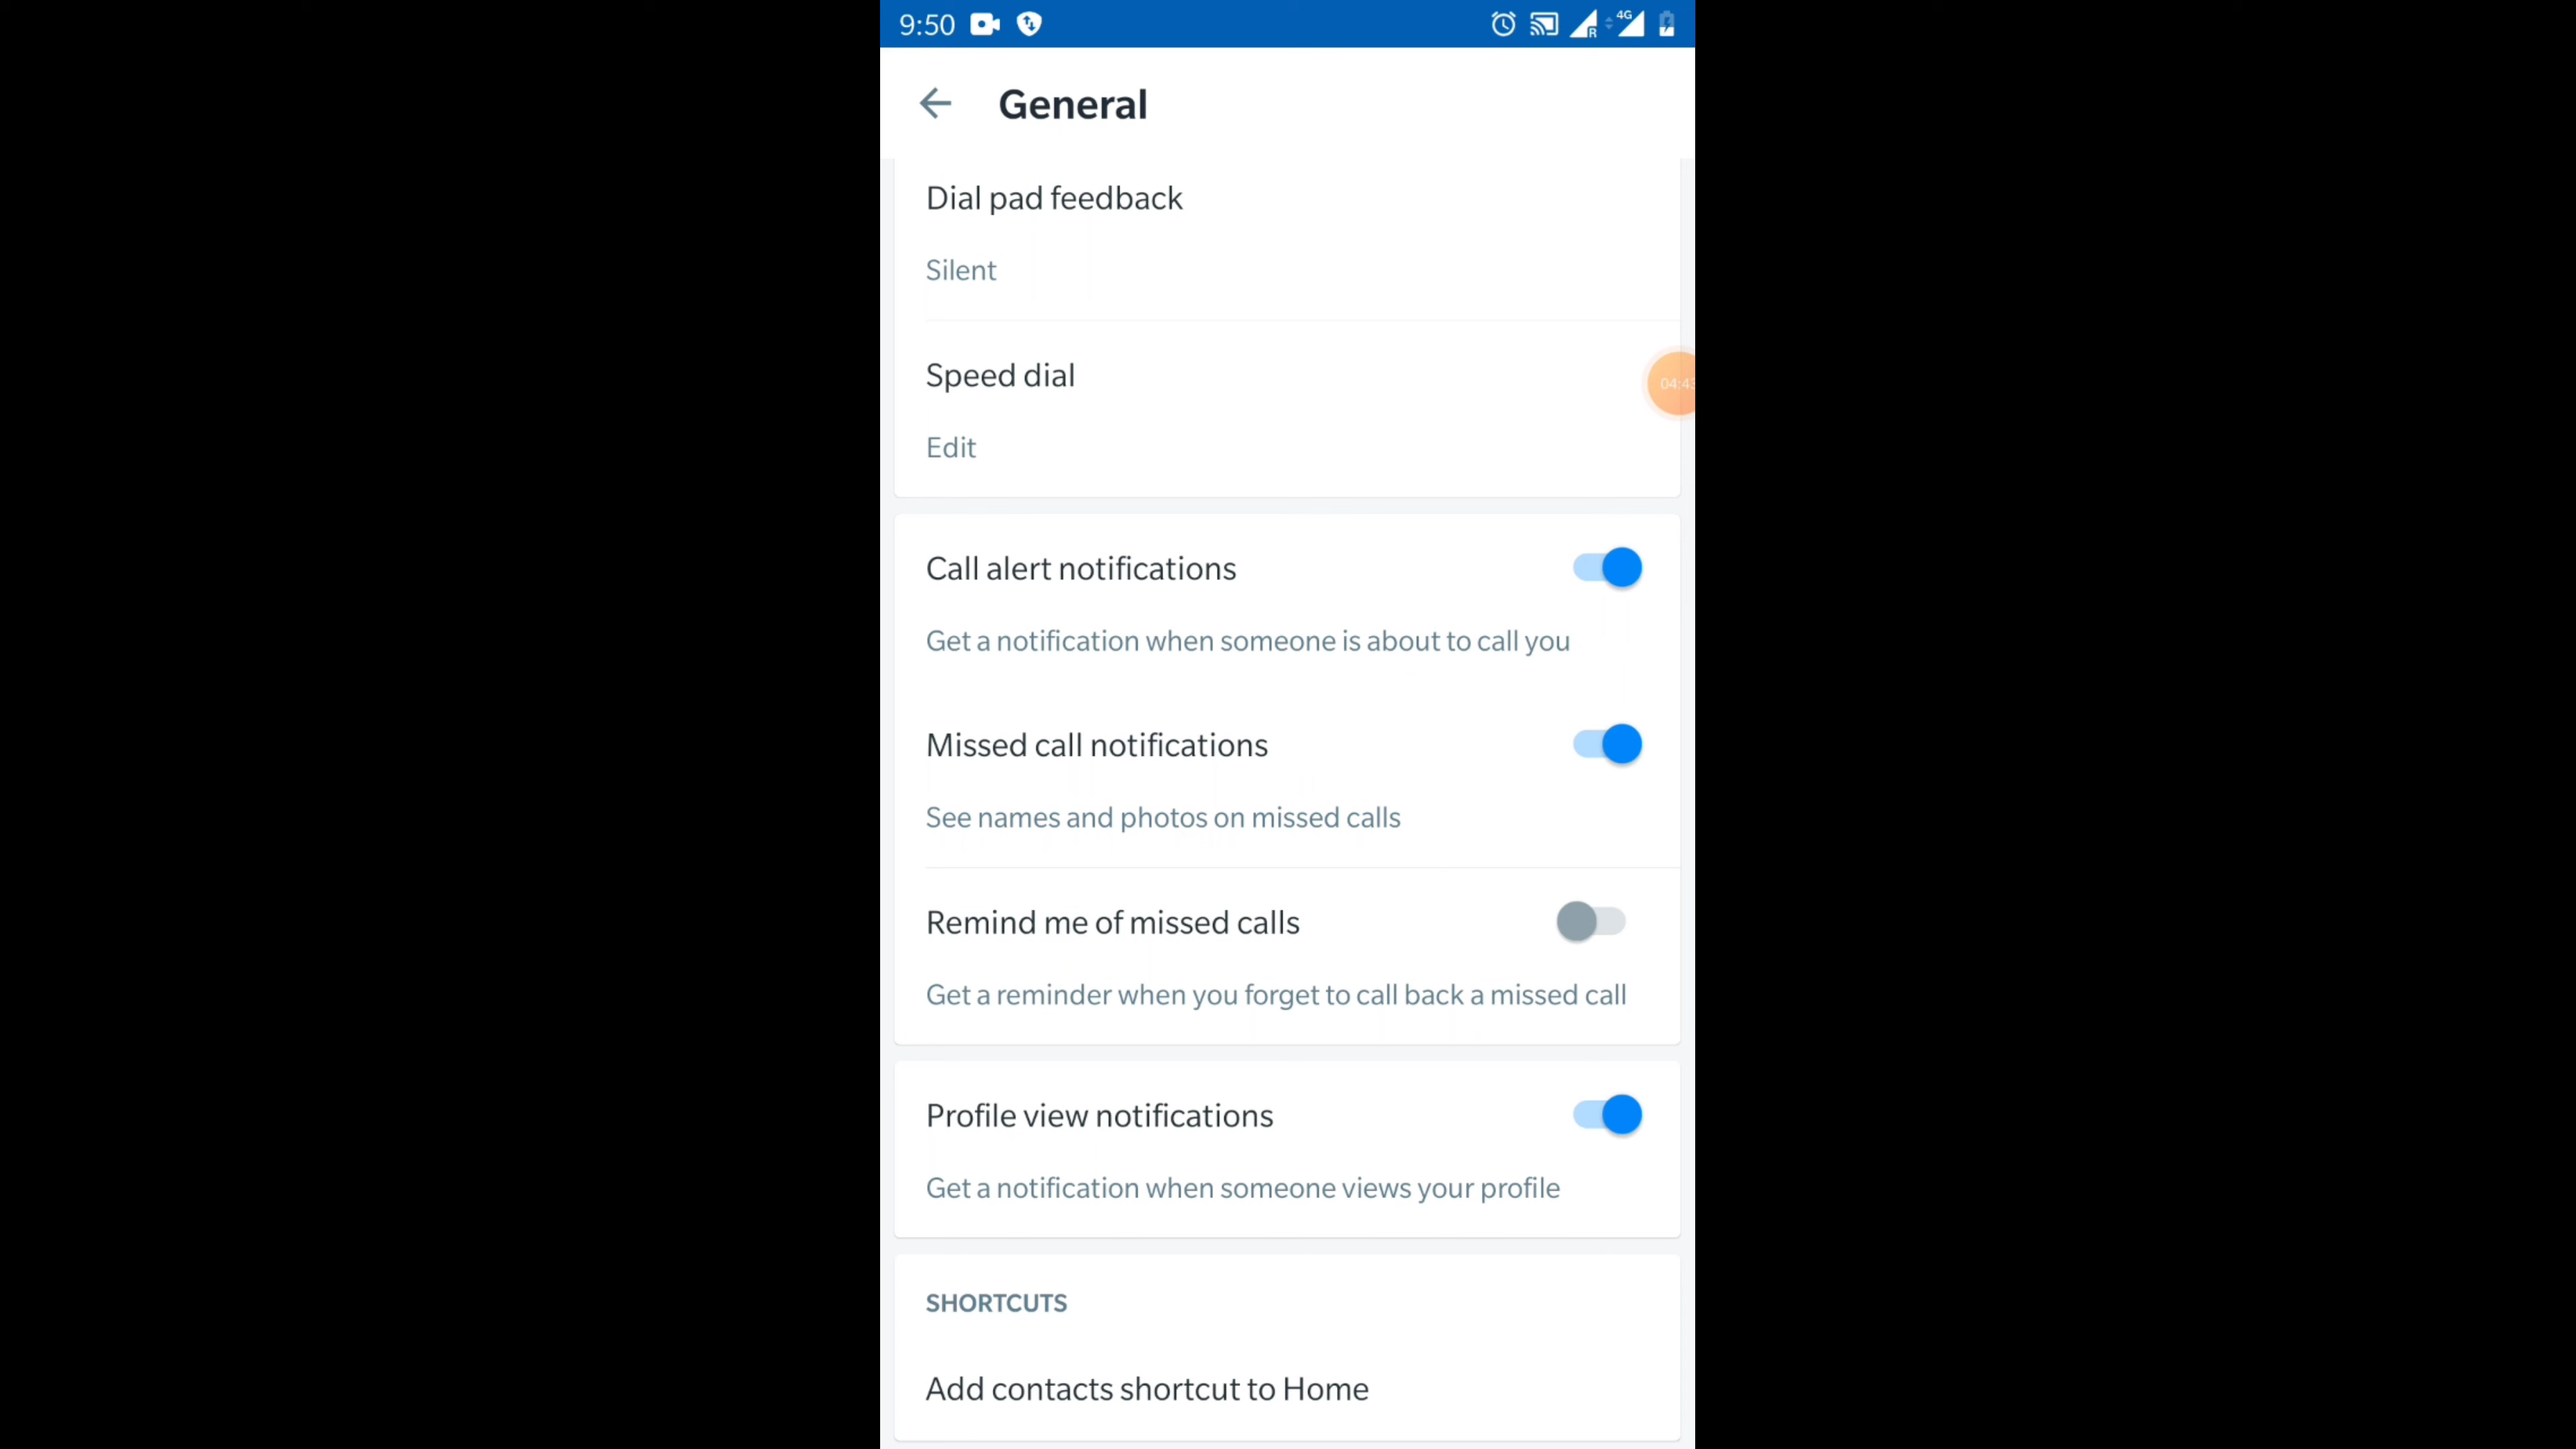 9:50
4G
R
General
Dial pad feedback
Silent
Speed dial
04:43
Edit
Call alert notifications
Get a notification when someone is about to call you
Missed call notifications
See names and photos on missed calls
Remind me of missed calls
Get a reminder when you forget to call back a missed call
Profile view notifications
Get a notification when someone views your profile
SHORTCUTS
Add contacts shortcut to Home